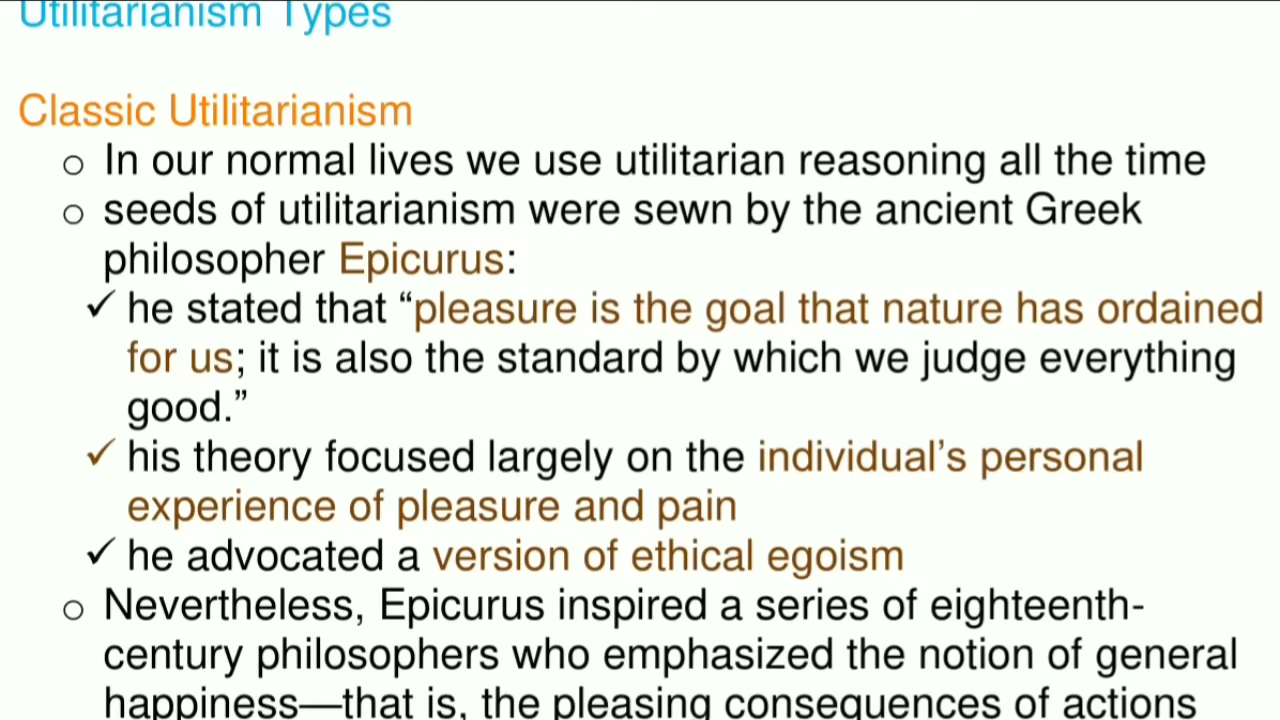 Utilitarianism Types
Classic Utilitarianism
○ In our normal lives we use utilitarian reasoning all the time
○ seeds of utilitarianism were sewn by the ancient Greek
philosopher Epicurus:
✓ he stated that “pleasure is the goal that nature has ordained
for us; it is also the standard by which we judge everything
good.”
✓ his theory focused largely on the individual’s personal
experience of pleasure and pain
✓ he advocated a version of ethical egoism
○ Nevertheless, Epicurus inspired a series of eighteenth-
century philosophers who emphasized the notion of general
happiness—that is, the pleasing consequences of actions